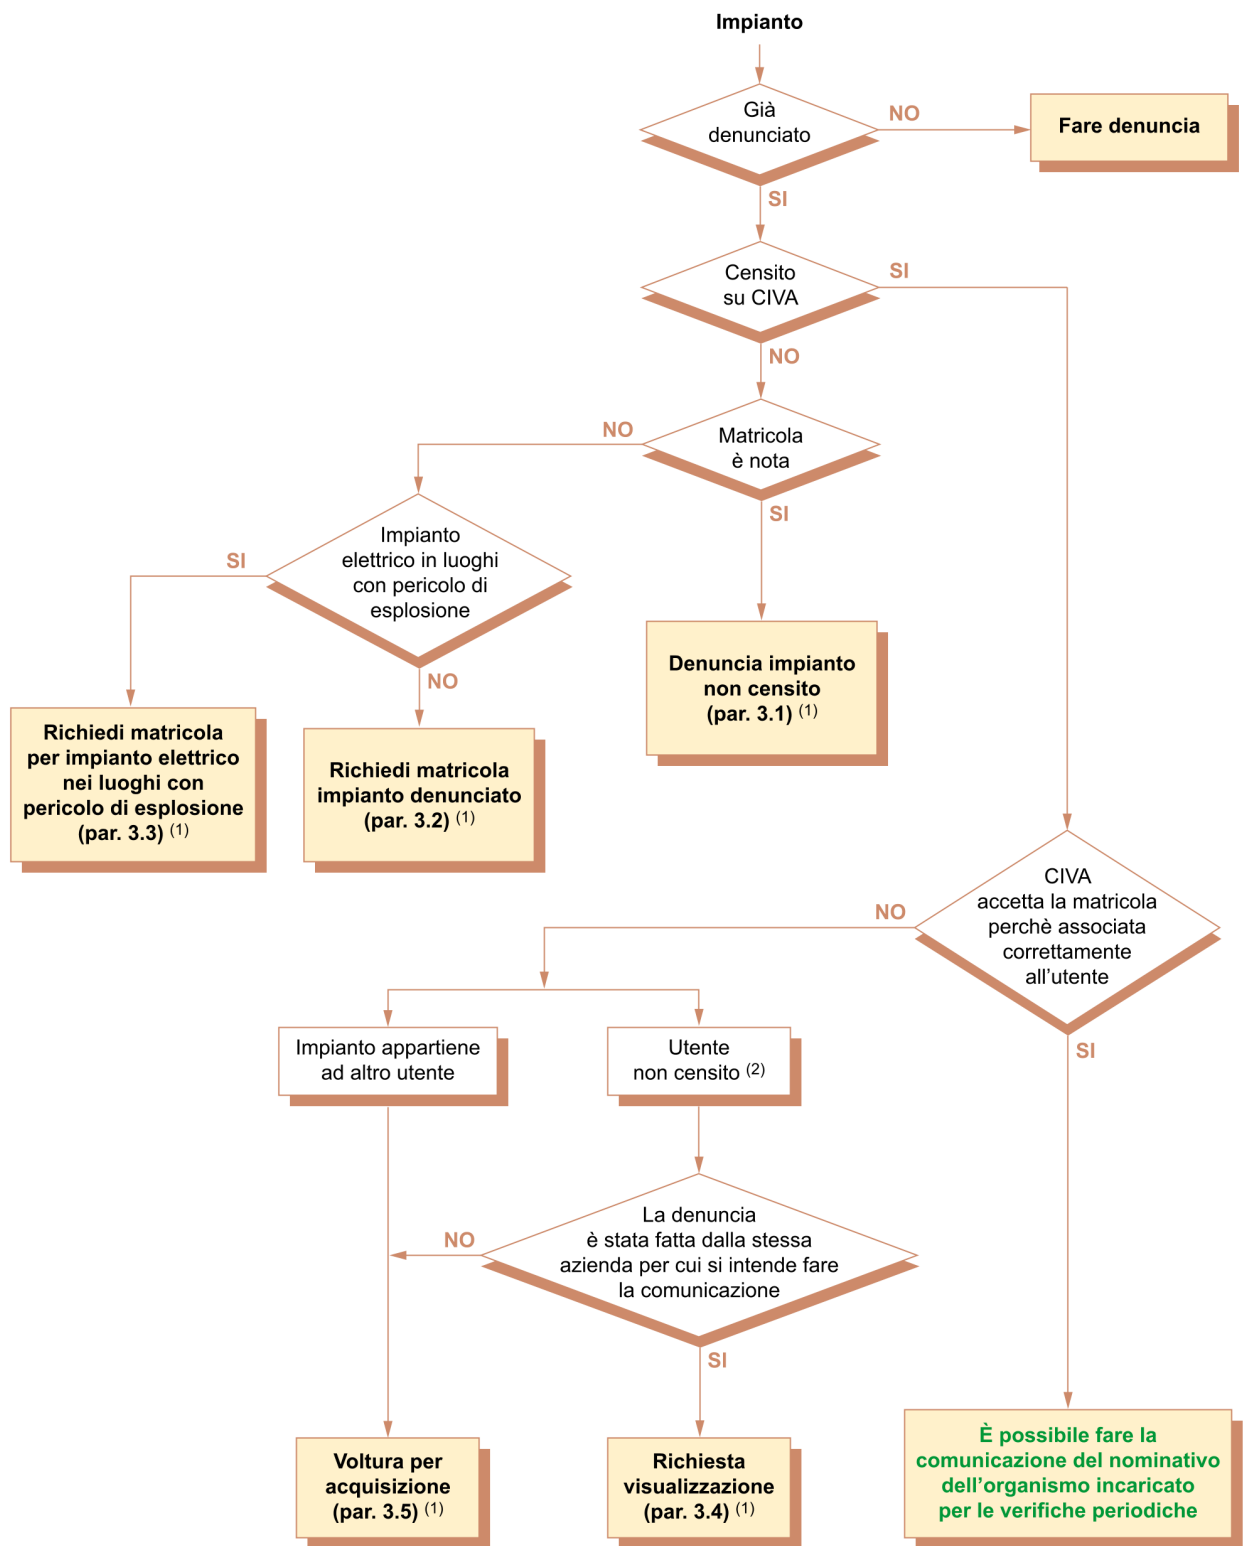 Impianto
Già
denunciato
NO
Fare denuncia
SI
Censito
su CIVA
SI
NO
Matricola
è nota
NO
SI
Impianto
elettrico in luoghi
con pericolo di
esplosione
SI
NO
Denuncia impianto
non censito
(par. 3.1) (1)
Richiedi matricola
per impianto elettrico
nei luoghi con
pericolo di esplosione
(par. 3.3) (1)
Richiedi matricola
impianto denunciato
(par. 3.2) (1)
CIVA
accetta la matricola
perchè associata
correttamente
all'utente
NO
SI
Impianto appartiene
ad altro utente
Utente
non censito (2)
La denuncia
è stata fatta dalla stessa
azienda per cui si intende fare
la comunicazione
NO
SI
Voltura per
acquisizione
(par. 3.5) (1)
Richiesta
visualizzazione
(par. 3.4) (1)
È possibile fare la
comunicazione del nominativo
dell'organismo incaricato
per le verifiche periodiche